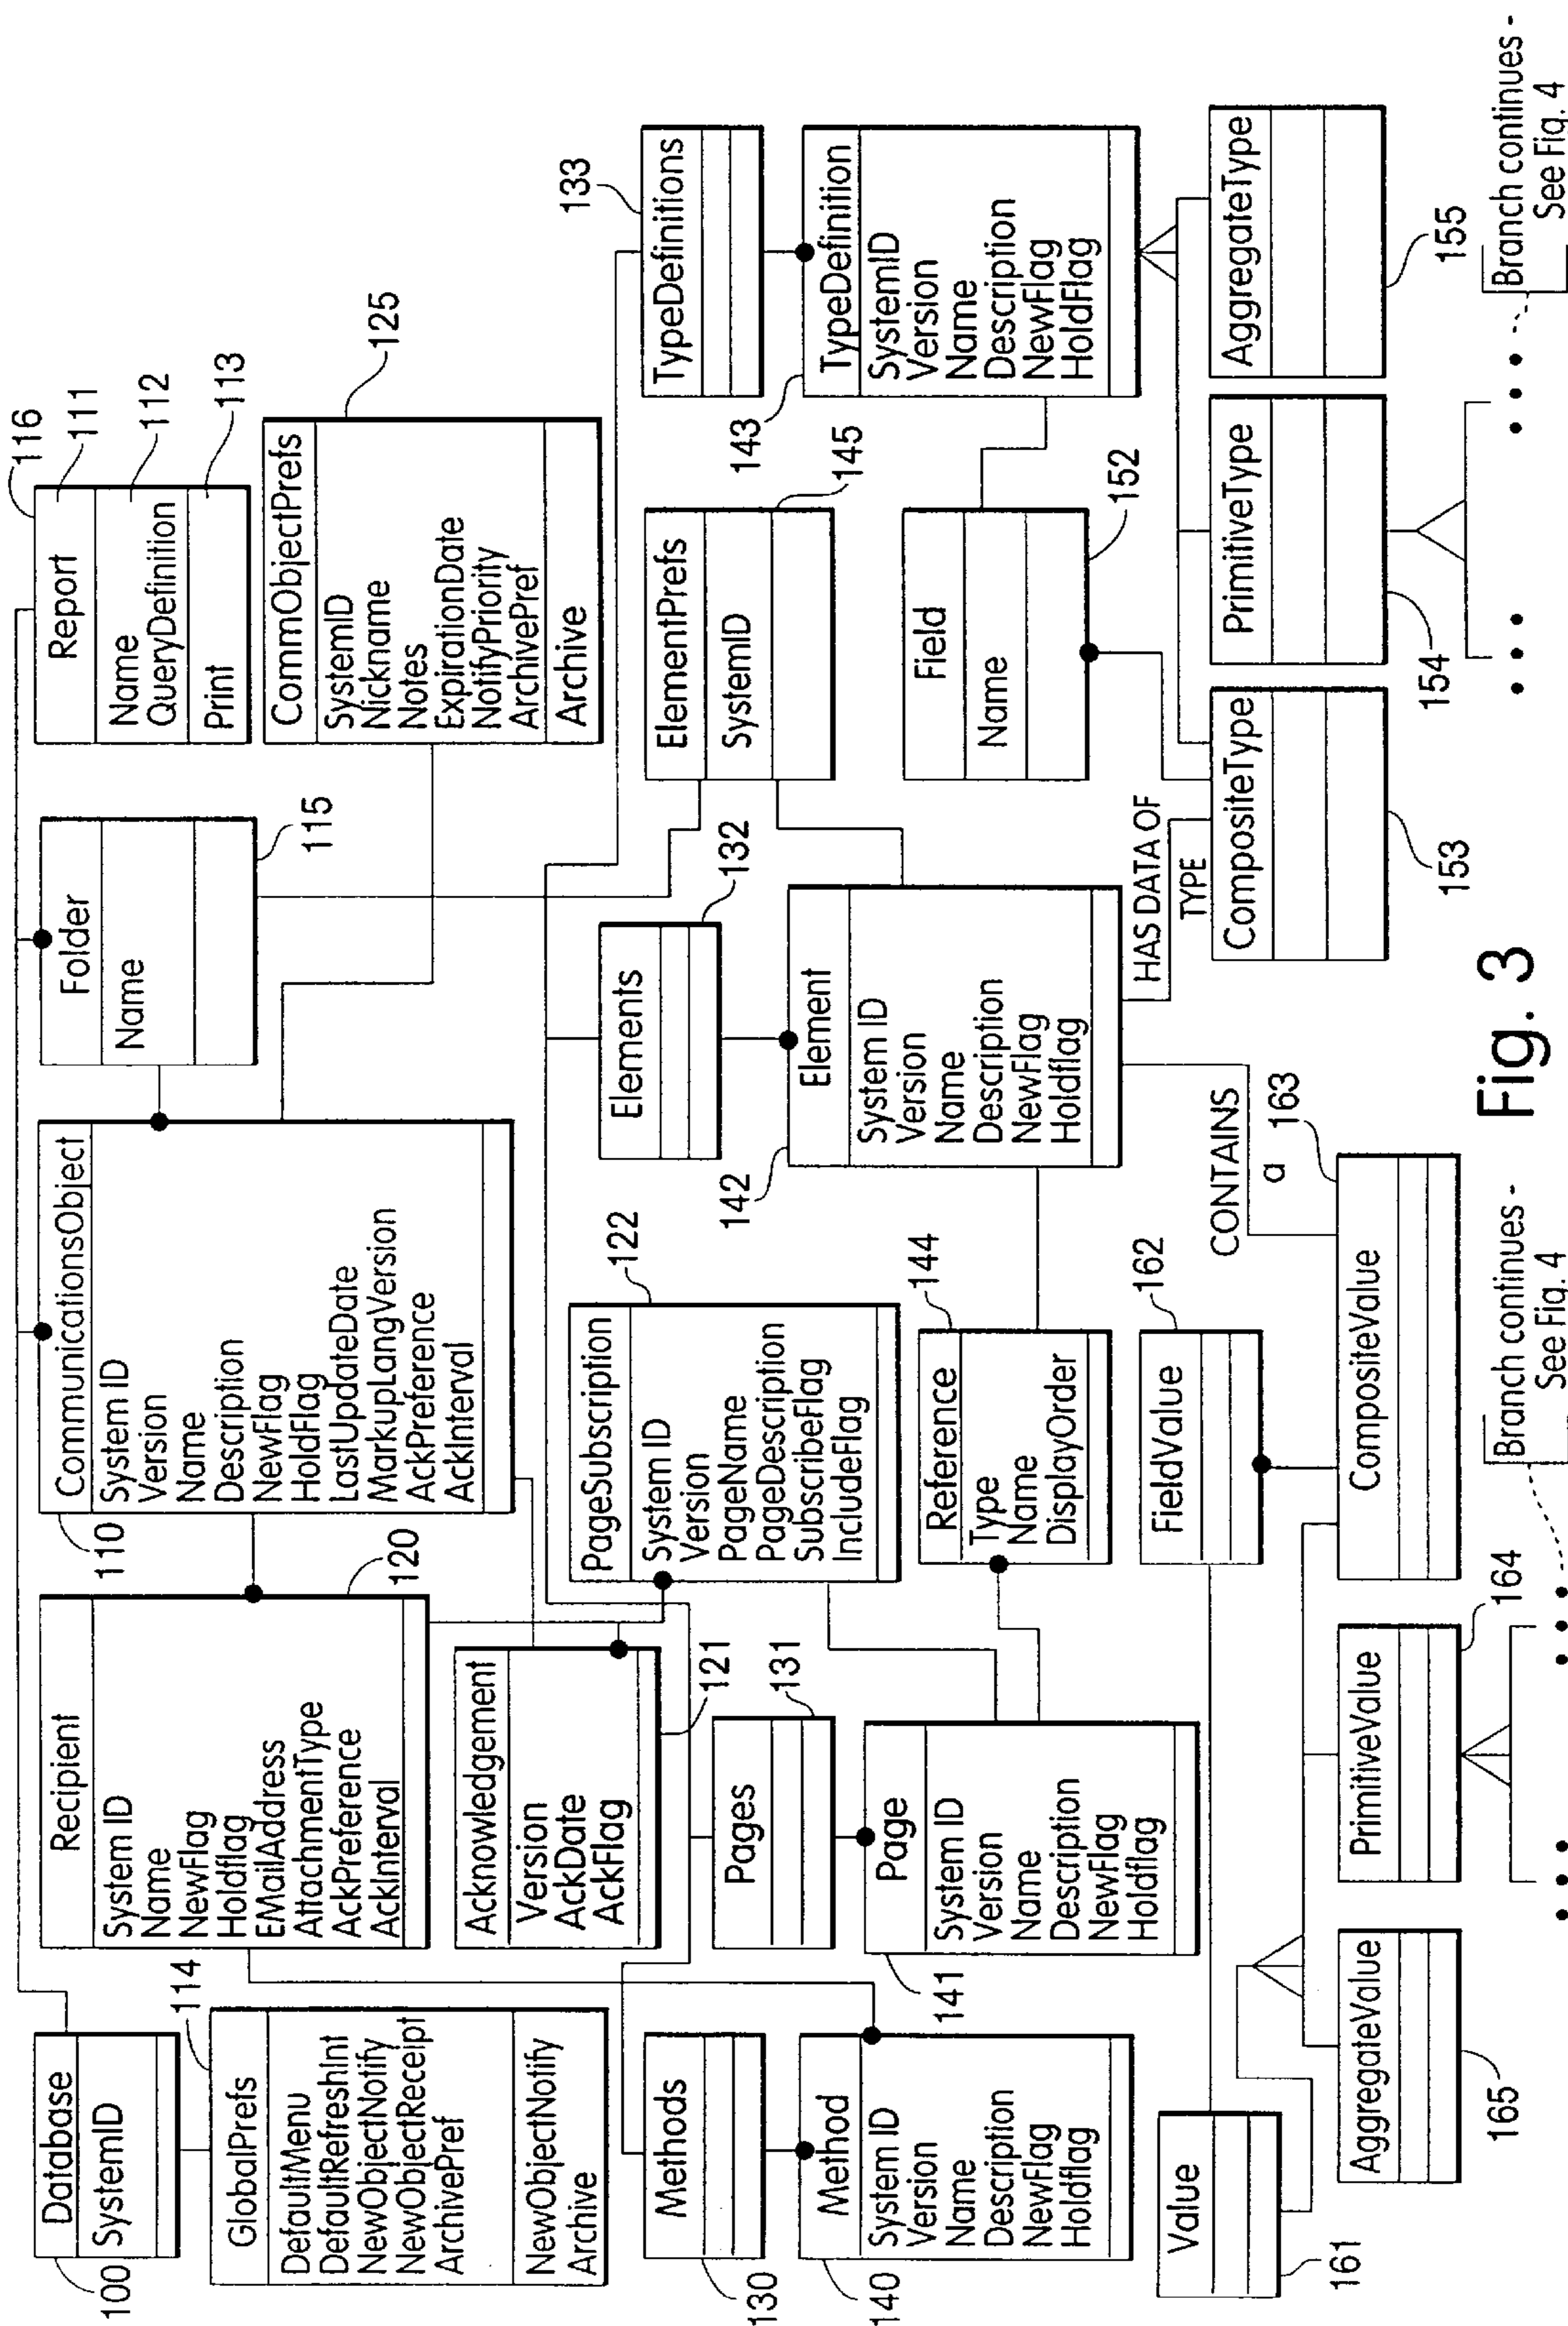 Database
SystemID
100
GlobalPrefs
DefaultMenu
DefaultRefreshInt
NewObjectNotify
NewObjectReceipt
ArchivePref
NewObjectNotify
Archive
114
Recipient
System ID
Name
NewFlag
Holdflag
EMailAddress
AttachmentType
AckPreference
AckInterval
120
CommunicationsObject
System ID
Version
Name
Description
NewFlag
HoldFlag
LastUpdateDate
MarkupLangVersion
AckPreference
AckInterval
110
Folder
Name
115
Report
Name
QueryDefinition
Print
116
111
112
113
CommObjectPrefs
SystemID
Nickname
Notes
ExpirationDate
NotifyPriority
ArchivePref
Archive
125
Acknowledgement
Version
AckDate
AckFlag
121
PageSubscription
System ID
Version
PageName
PageDescription
SubscribeFlag
IncludeFlag
122
Methods
130
Pages
131
Elements
132
ElementPrefs
SystemID
145
TypeDefinitions
133
Method
System ID
Version
Name
Description
NewFlag
Holdflag
140
Page
System ID
Version
Name
Description
NewFlag
Holdflag
141
Reference
Type
Name
DisplayOrder
144
Element
System ID
Version
Name
Description
NewFlag
Holdflag
142
Field
Name
152
TypeDefinition
SystemID
Version
Name
Description
NewFlag
HoldFlag
143
Value
161
FieldValue
162
CONTAINS
a
HAS DATA OF
TYPE
AggregateValue
165
PrimitiveValue
164
CompositeValue
163
CompositeType
153
PrimitiveType
154
AggregateType
155
Branch continues -
See Fig. 4
Branch continues -
See Fig. 4
Fig. 3